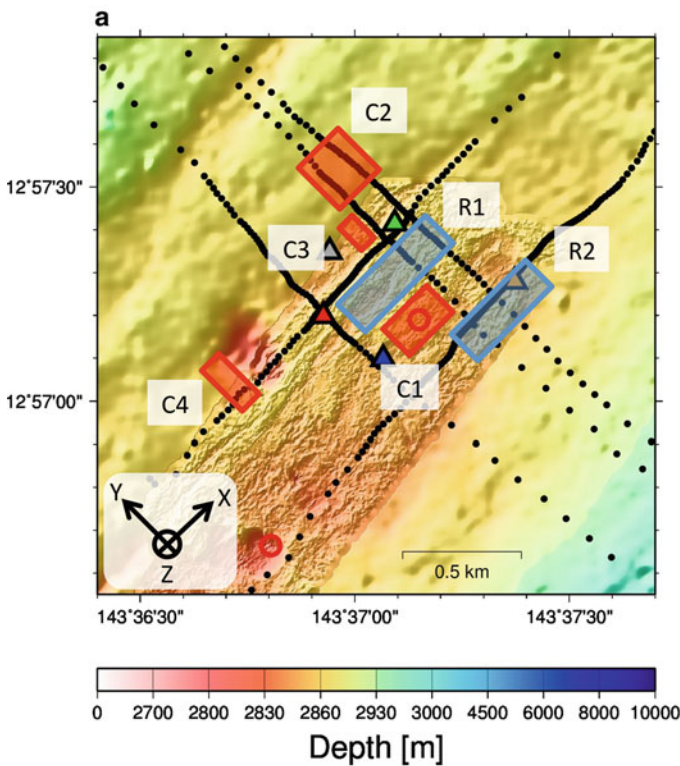 a
C2
12°57'30"
R1
C3
R2
C4
C1
12°57'00"
Y
X
Z
0.5 km
143°36'30"
143°37'00"
143°37'30"
0 2700 2800 2830 2860 2930 3000 4500 6000 8000 10000
Depth [m]